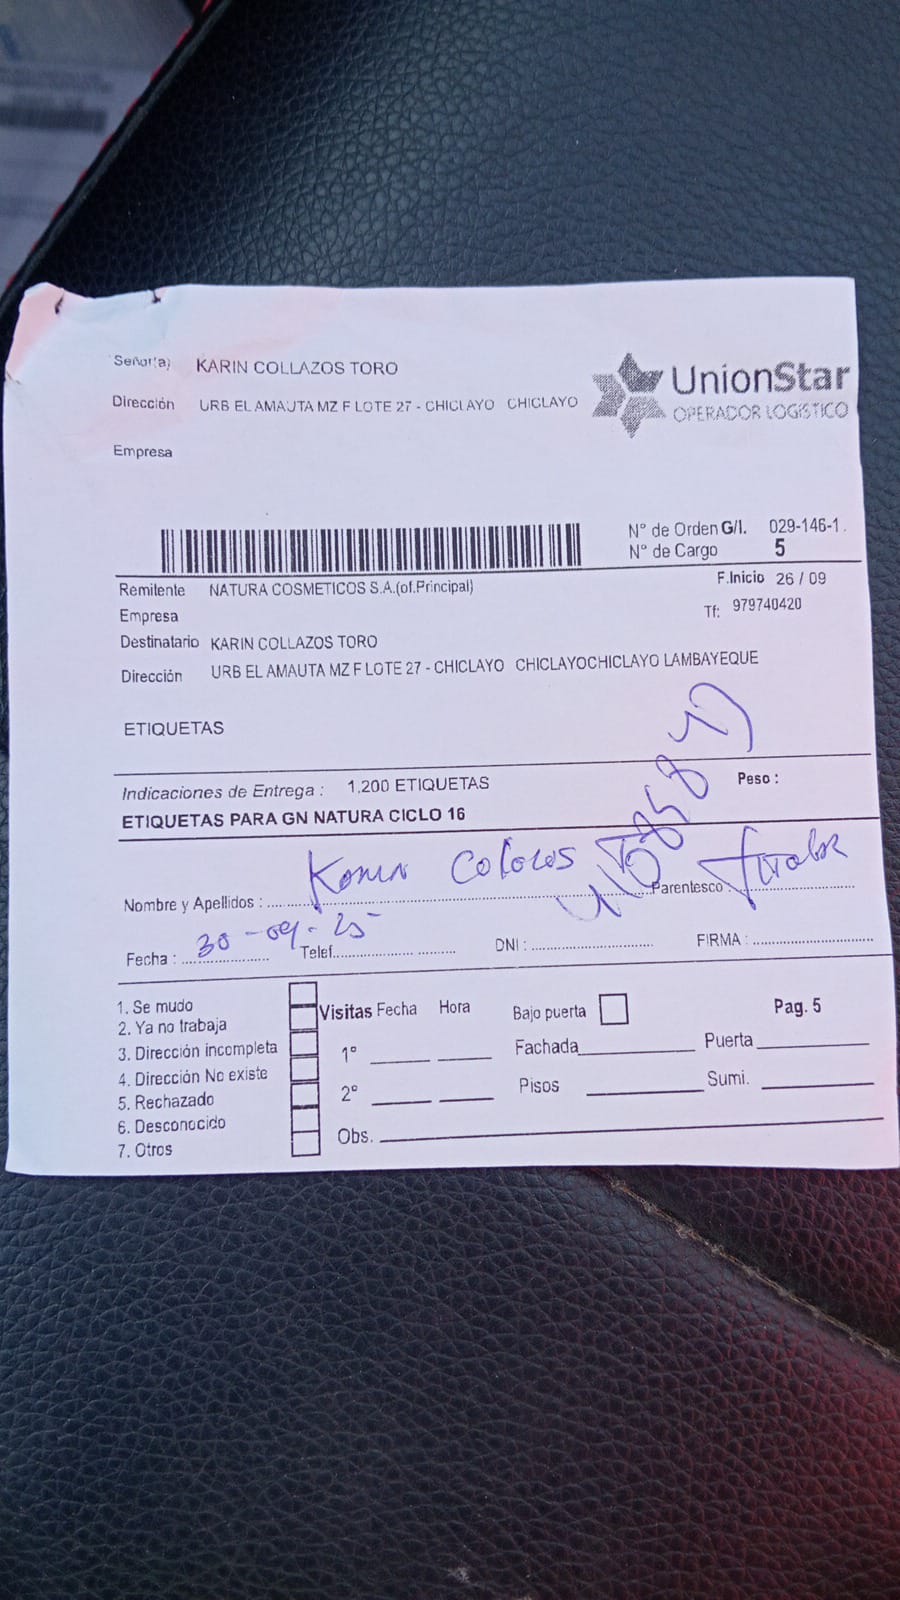 Señor(a) KARIN COLLAZOS TORO
Dirección URB EL AMAUTA MZ F LOTE 27 - CHICLAYO CHICLAYO
Empresa
UnionStar
OPERADOR LOGÍSTICO
N° de Orden G/I. 029-146-1.
N° de Cargo 5
Remitente NATURA COSMETICOS S.A.(of.Principal)
F.Inicio 26 / 09
Empresa
Tf: 979740420
Destinatario KARIN COLLAZOS TORO
Dirección URB EL AMAUTA MZ F LOTE 27 - CHICLAYO CHICLAYOCHICLAYO LAMBAYEQUE
ETIQUETAS
Indicaciones de Entrega : 1,200 ETIQUETAS
Peso :
ETIQUETAS PARA GN NATURA CICLO 16
Nombre y Apellidos : Karin
Parentesco :
Fecha : 30-09-25 Telef. DNI : FIRMA :
1. Se mudo
2. Ya no trabaja
3. Dirección incompleta
4. Dirección No existe
5. Rechazado
6. Desconocido
7. Otros
Visitas Fecha Hora
1°
2°
Obs.
Bajo puerta
Pag. 5
Fachada Puerta
Pisos Sumi.